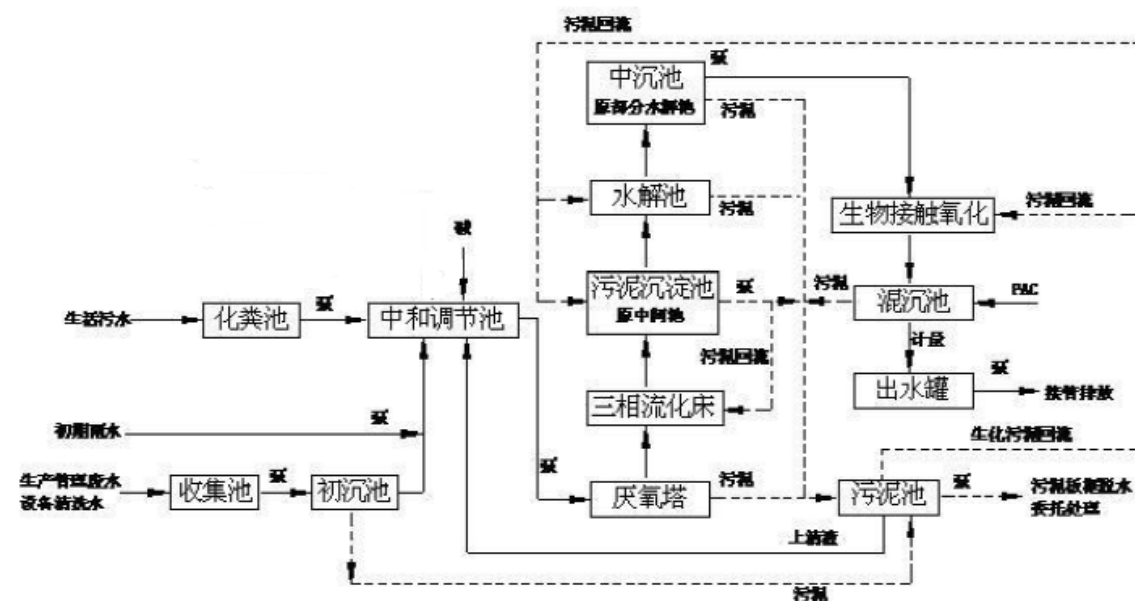 污泥回流
泵
中沉池
原部分水解池
污泥
水解池
污泥
污泥回流
生物接触氧化
碱
污泥沉淀池
原中间池
泵
污泥
混沉池
PAC
生活污水
化粪池
泵
中和调节池
计量
污泥回流
泵
三相流化床
出水罐
接管排放
初期雨水
泵
生化污泥回流
生产管理废水
设备清洗水
收集池
泵
初沉池
泵
厌氧塔
污泥
污泥池
泵
污泥板框脱水
委托处理
上清液
污泥